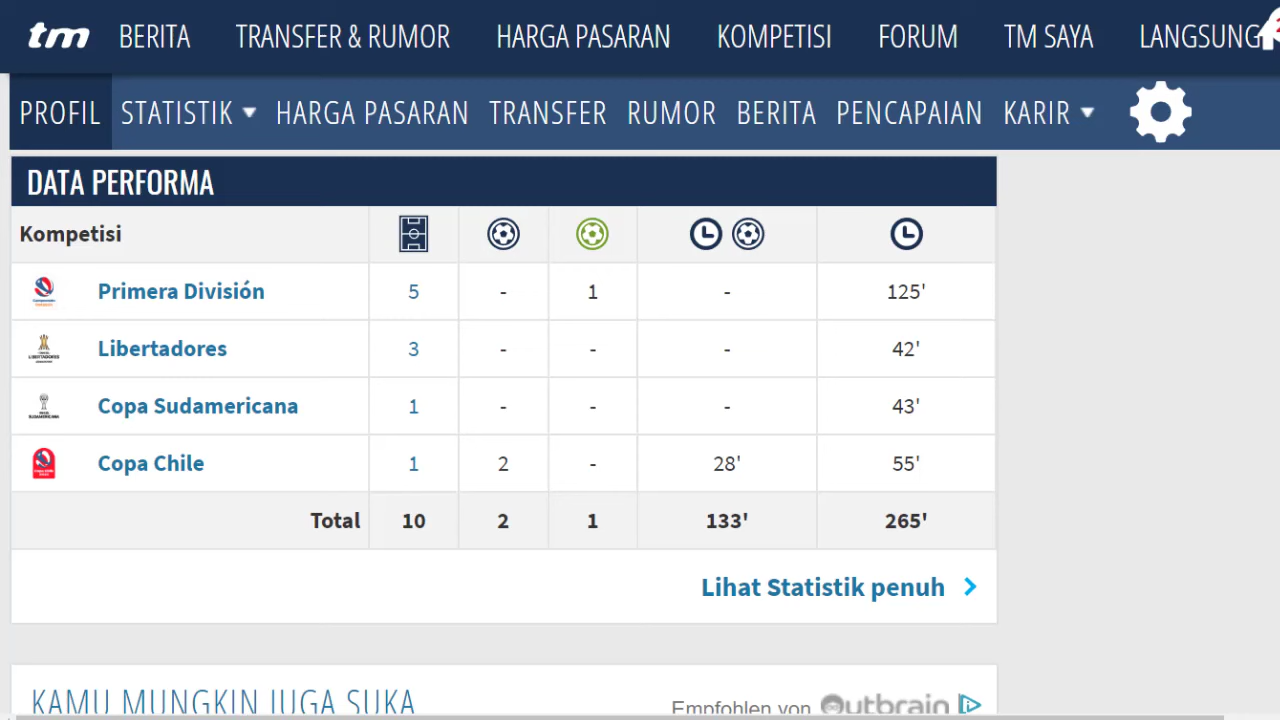 tm BERITA TRANSFER & RUMOR HARGA PASARAN KOMPETISI FORUM TM SAYA LANGSUNG
PROFIL STATISTIK HARGA PASARAN TRANSFER RUMOR BERITA PENCAPAIAN KARIR
DATA PERFORMA
Kompetisi
Primera División 5 - 1 - 125'
Libertadores 3 - - - 42'
Copa Sudamericana 1 - - - 43'
Copa Chile 1 2 - 28' 55'
Total 10 2 1 133' 265'
Lihat Statistik penuh
KAMU MUNGKIN JUGA SUKA
Empfohlen von Outbrain